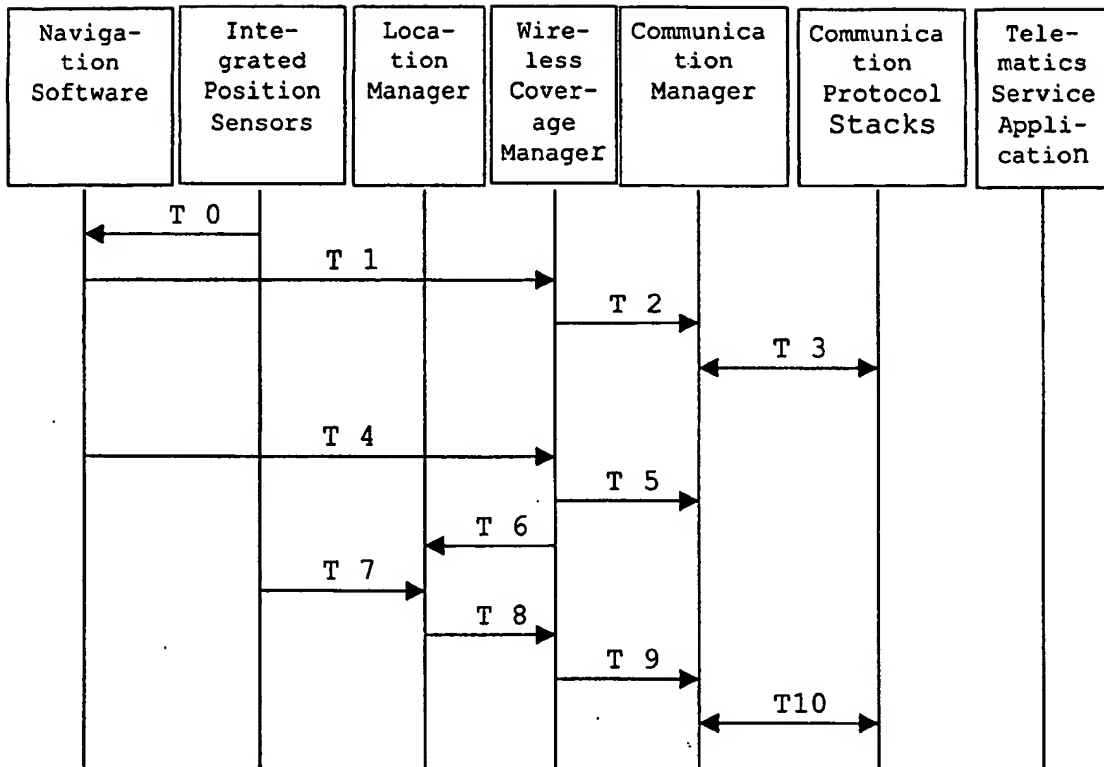 Naviga-
tion
Software
Inte-
grated
Position
Sensors
Loca-
tion
Manager
Wire-
less
Cover-
age
Manager
Communica
tion
Manager
Communica
tion
Protocol
Stacks
Tele-
matics
Service
Appli-
cation
T 0
T 1
T 2
T 3
T 4
T 5
T 6
T 7
T 8
T 9
T10